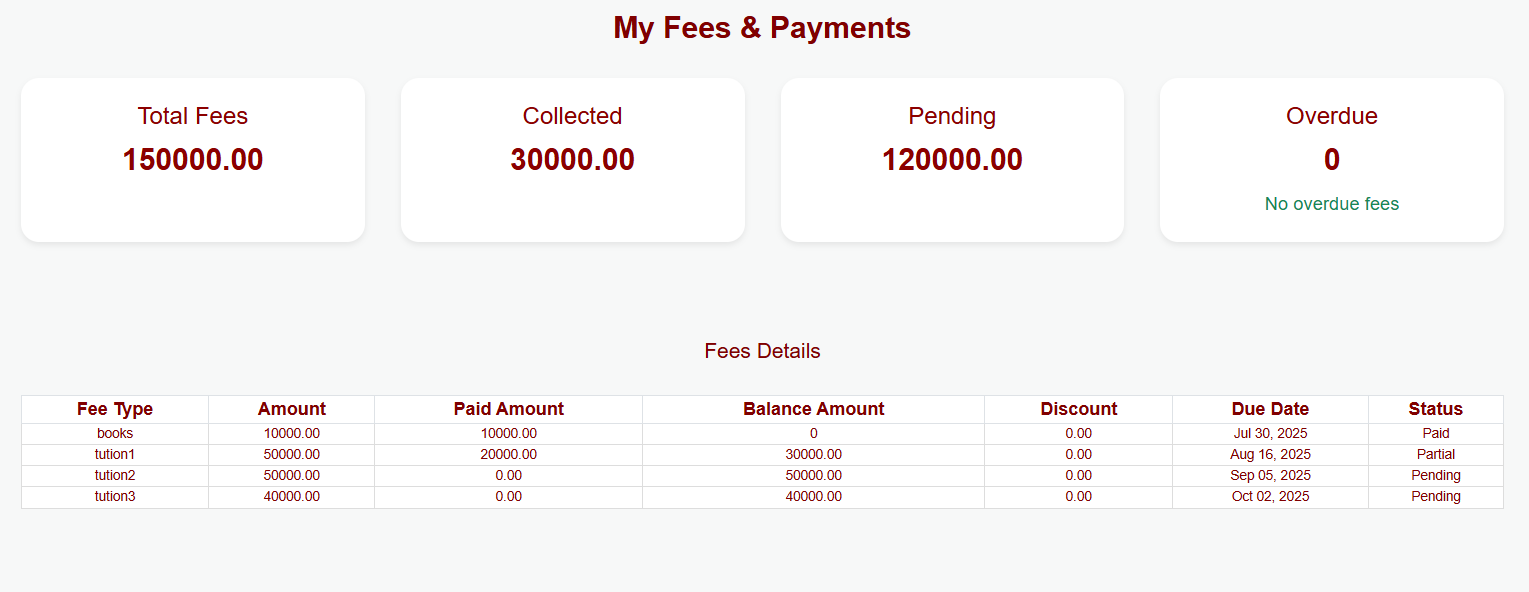 My Fees & Payments
Total Fees
150000.00
Collected
30000.00
Pending
120000.00
Overdue
0
No overdue fees
Fees Details
Fee Type Amount Paid Amount Balance Amount Discount Due Date Status
books 10000.00 10000.00 0 0.00 Jul 30, 2025 Paid
tution1 50000.00 20000.00 30000.00 0.00 Aug 16, 2025 Partial
tution2 50000.00 0.00 50000.00 0.00 Sep 05, 2025 Pending
tution3 40000.00 0.00 40000.00 0.00 Oct 02, 2025 Pending